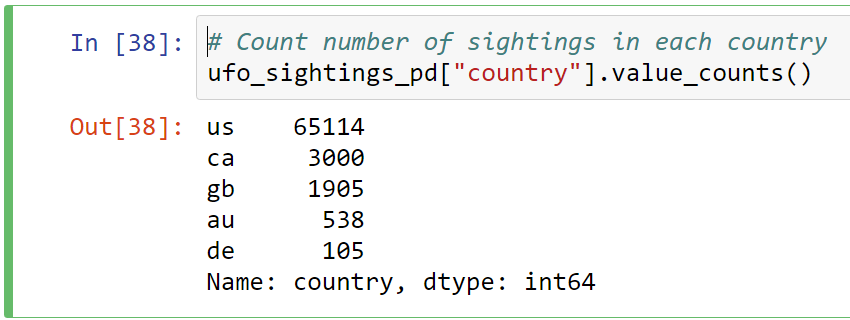 In [38]: # Count number of sightings in each country
ufo_sightings_pd["country"].value_counts()
Out[38]: us    65114
ca     3000
gb     1905
au      538
de      105
Name: country, dtype: int64